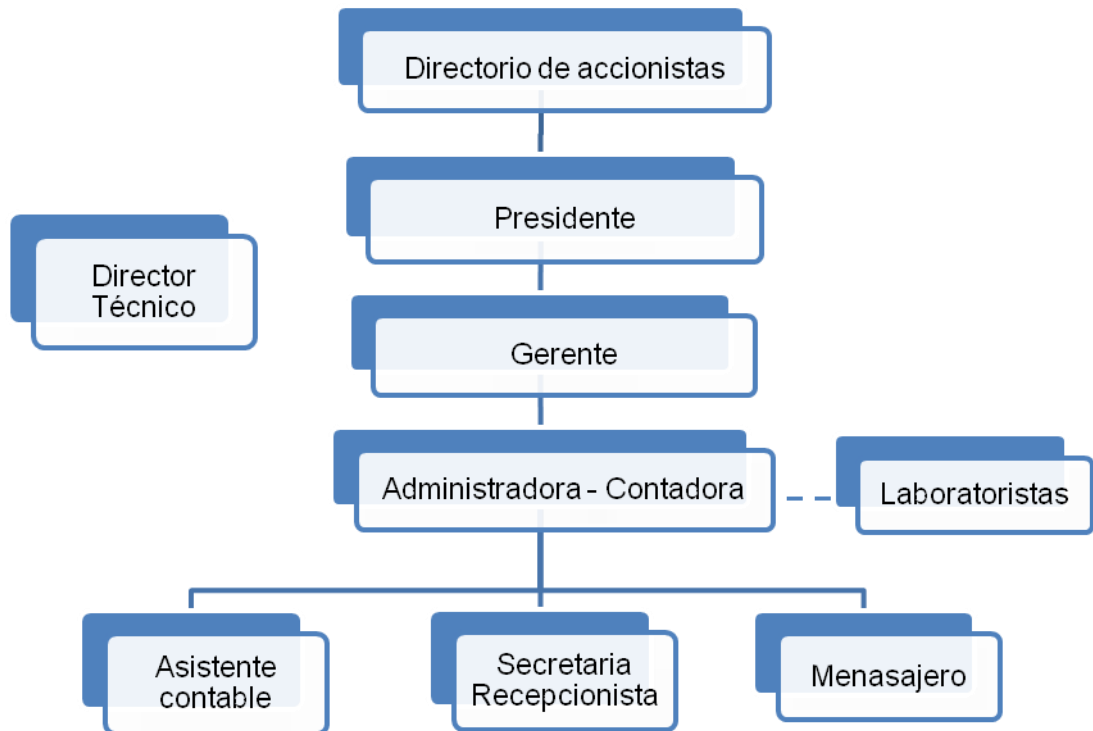 Directorio de accionistas
Presidente
Director
Técnico
Gerente
Administradora - Contadora
Laboratoristas
Asistente
contable
Secretaria
Recepcionista
Menasajero